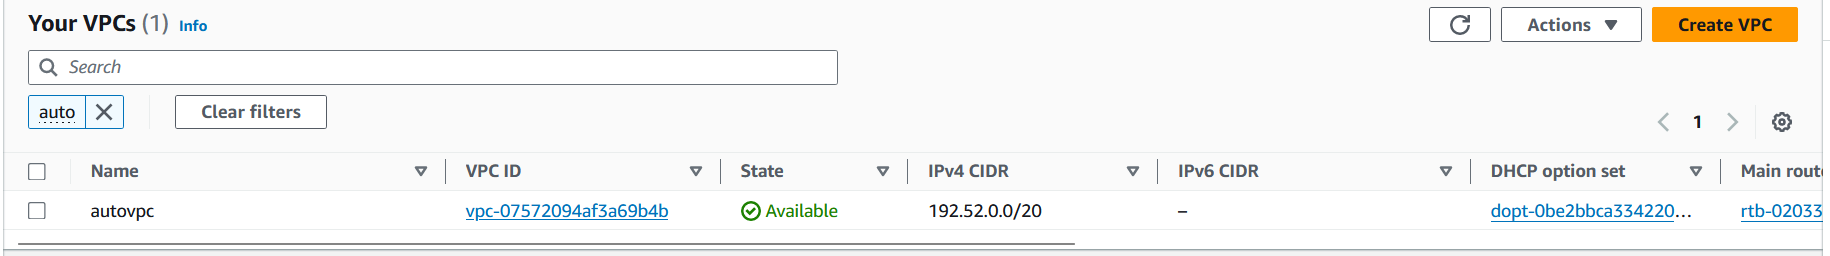 Your VPCs (1) Info
Actions
Create VPC
Search
auto
Clear filters
1
Name VPC ID State IPv4 CIDR IPv6 CIDR DHCP option set Main rout
autovpc vpc-07572094af3a69b4b Available 192.52.0.0/20 – dopt-0be2bbca334220... rtb-02033